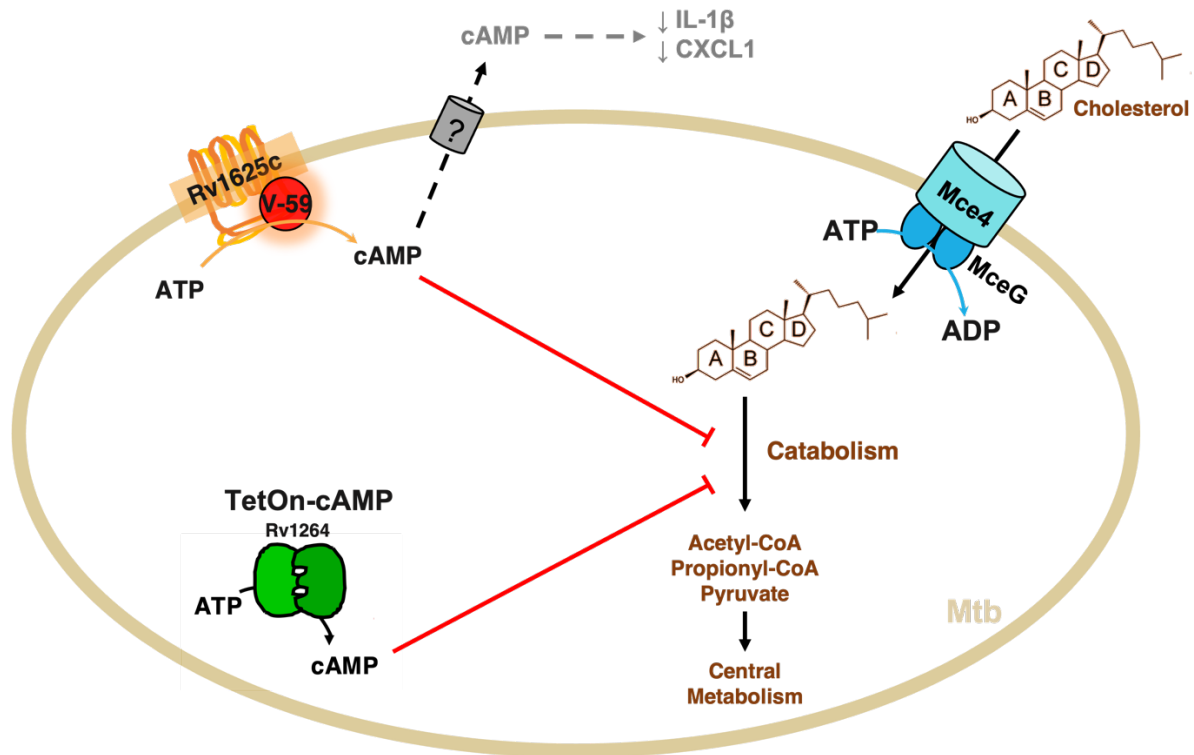 cAMP
↓ IL-1β
↓ CXCL1
?
Rv1625c
V-59
ATP
cAMP
A
B
C
D
HO
Cholesterol
Mce4
ATP
MceG
ADP
A
B
C
D
HO
Catabolism
TetOn-cAMP
Rv1264
ATP
cAMP
Acetyl-CoA
Propionyl-CoA
Pyruvate
Central
Metabolism
Mtb